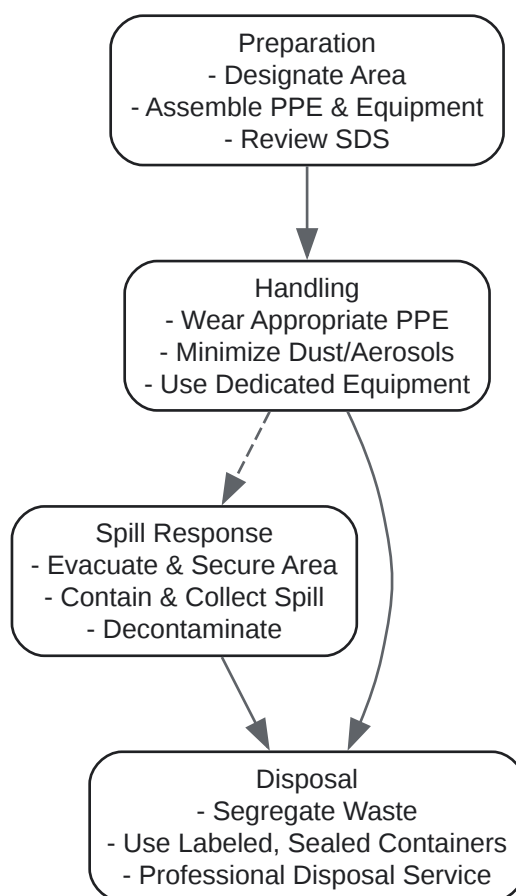 Preparation
- Designate Area
- Assemble PPE & Equipment
- Review SDS
Handling
- Wear Appropriate PPE
- Minimize Dust/Aerosols
- Use Dedicated Equipment
Spill Response
- Evacuate & Secure Area
- Contain & Collect Spill
- Decontaminate
Disposal
- Segregate Waste
- Use Labeled, Sealed Containers
- Professional Disposal Service